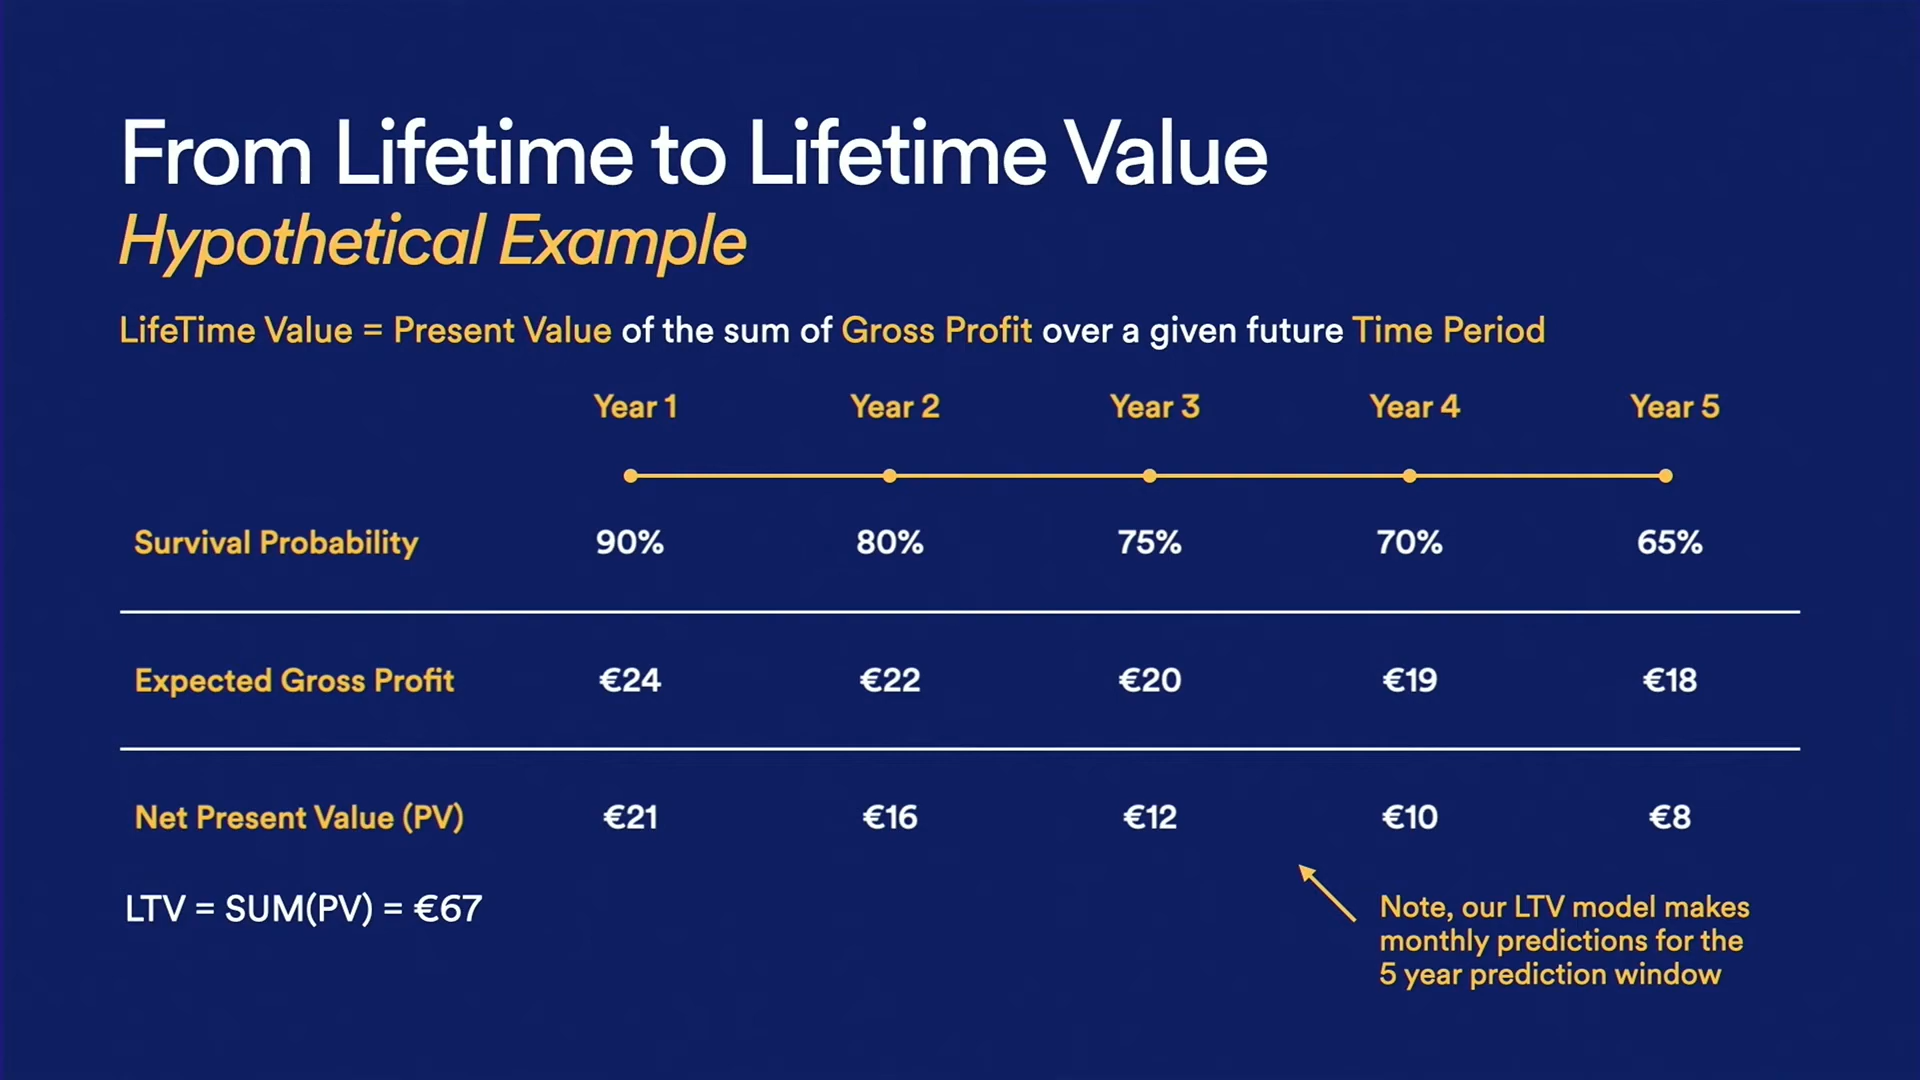 From Lifetime to Lifetime Value
Hypothetical Example
LifeTime Value = Present Value of the sum of Gross Profit over a given future Time Period
Year 1 Year 2 Year 3 Year 4 Year 5
Survival Probability 90% 80% 75% 70% 65%
Expected Gross Profit €24 €22 €20 €19 €18
Net Present Value (PV) €21 €16 €12 €10 €8
LTV = SUM(PV) = €67
Note, our LTV model makes
monthly predictions for the
5 year prediction window